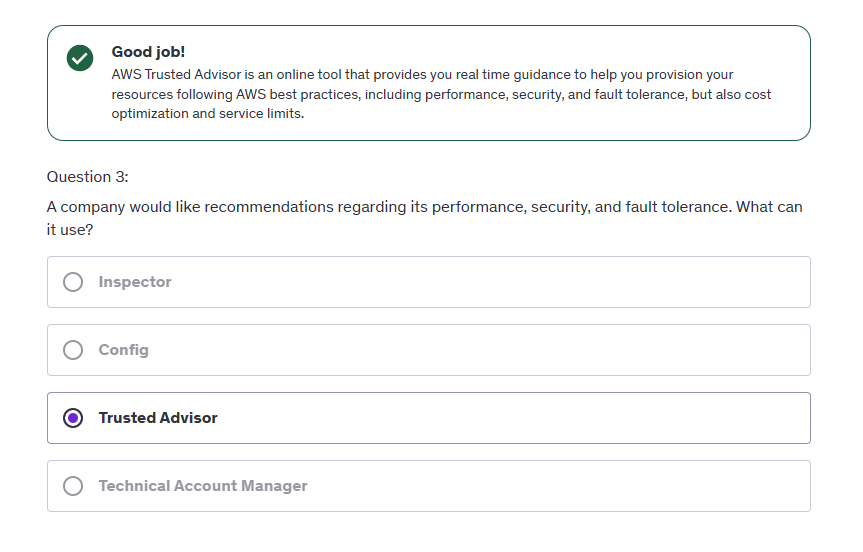 Good job!
AWS Trusted Advisor is an online tool that provides you real time guidance to help you provision your
resources following AWS best practices, including performance, security, and fault tolerance, but also cost
optimization and service limits.
Question 3:
A company would like recommendations regarding its performance, security, and fault tolerance. What can
it use?
Inspector
Config
Trusted Advisor
Technical Account Manager